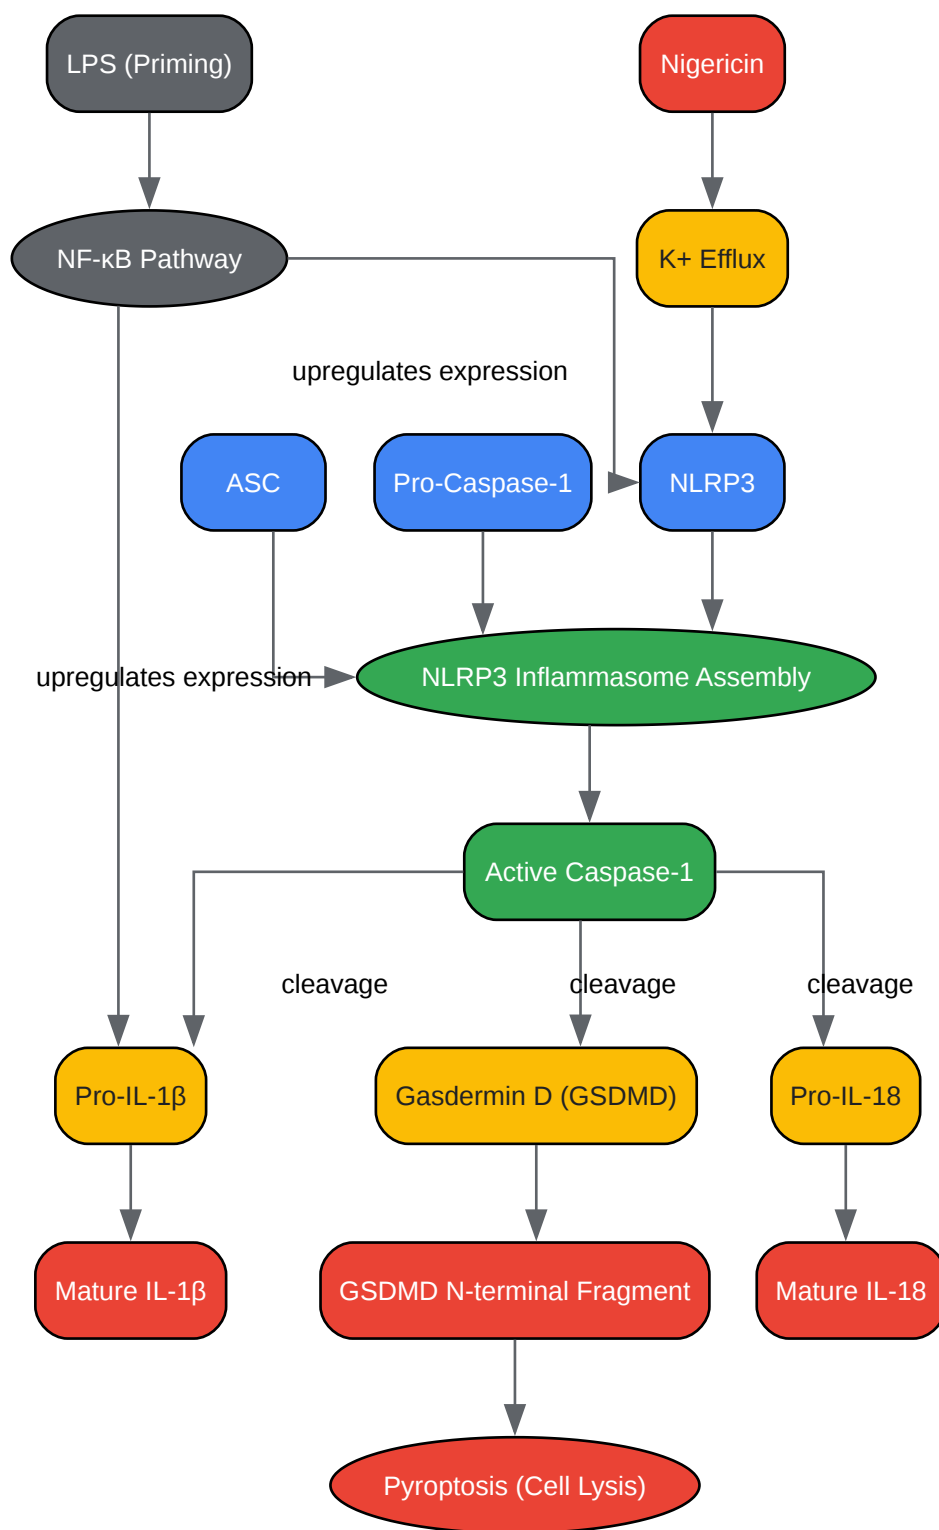 LPS (Priming)
Nigericin
NF-κB Pathway
K+ Efflux
upregulates expression
ASC
Pro-Caspase-1
NLRP3
upregulates expression
NLRP3 Inflammasome Assembly
Active Caspase-1
cleavage
cleavage
cleavage
Pro-IL-1β
Gasdermin D (GSDMD)
Pro-IL-18
Mature IL-1β
GSDMD N-terminal Fragment
Mature IL-18
Pyroptosis (Cell Lysis)